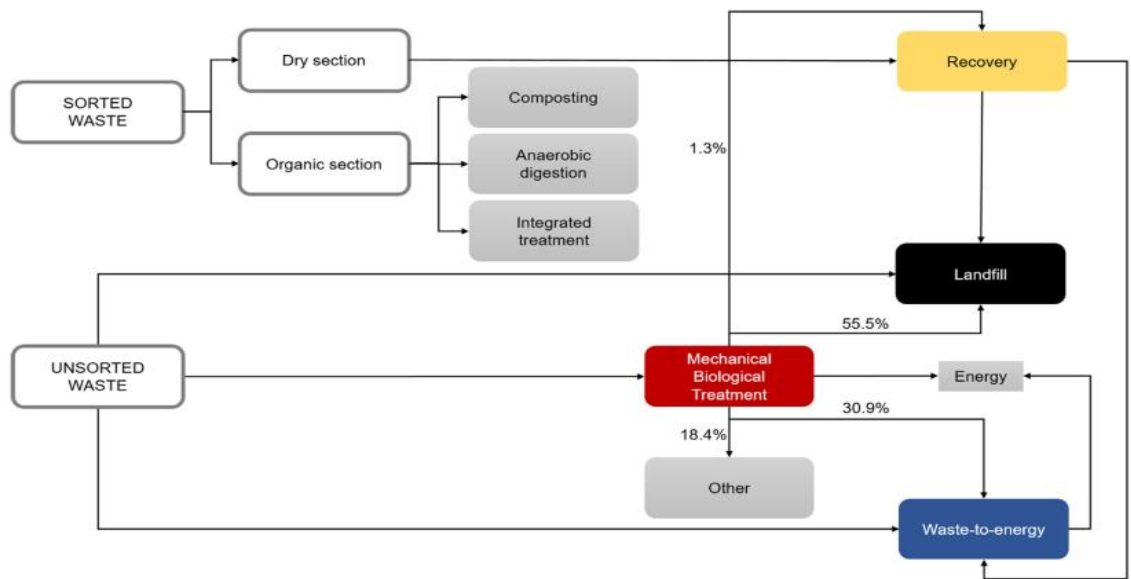 Dry section
Recovery
SORTED
WASTE
Composting
1.3%
Organic section
Anaerobic
digestion
Integrated
treatment
Landfill
55.5%
UNSORTED
WASTE
Mechanical
Biological
Treatment
Energy
30.9%
18.4%
Other
Waste-to-energy